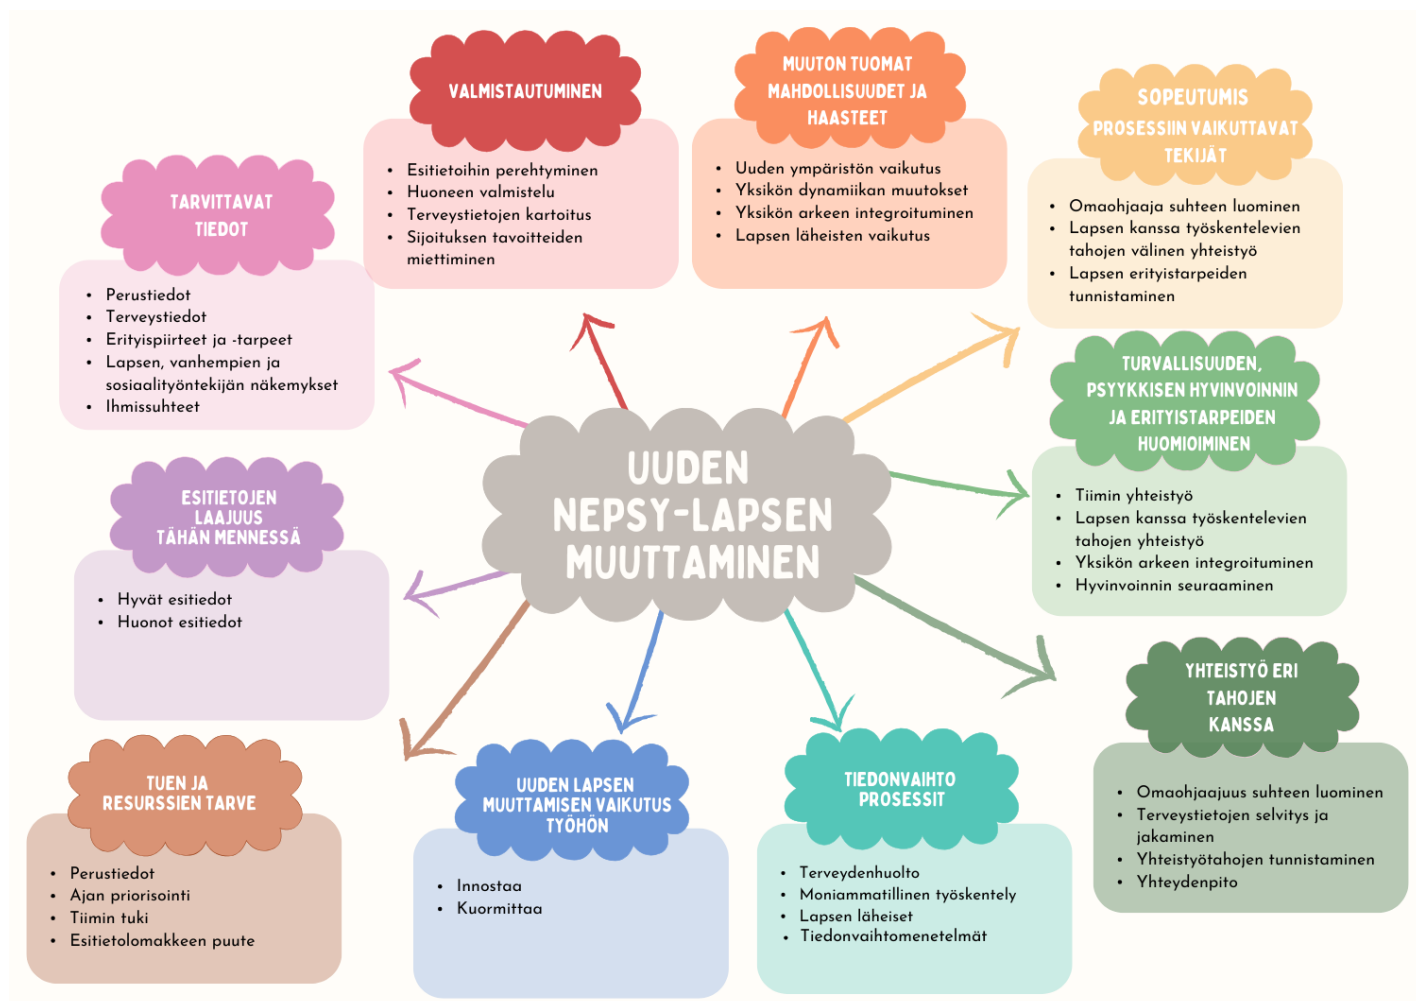 VALMISTAUTUMINEN
Esitietoihin perehtyminen
Huoneen valmistelu
Terveystietojen kartoitus
Sijoituksen tavoitteiden
miettiminen
MUUTON TUOMAT
MAHDOLLISUUDET JA
HAASTEET
Uuden ympäristön vaikutus
Yksikön dynamiikan muutokset
Yksikön arkeen integroituminen
Lapsen läheisten vaikutus
SOPEUTUMIS
PROSESSIIN VAIKUTTAVAT
TEKIJÄT
Omaohjaaja suhteen luominen
Lapsen kanssa työskentelevien
tahojen välinen yhteistyö
Lapsen erityistarpeiden
tunnistaminen
TARVITTAVAT
TIEDOT
Perustiedot
Terveystiedot
Erityispiirteet ja -tarpeet
Lapsen, vanhempien ja
sosiaalityöntekijän näkemykset
Ihmissuhteet
TURVALLISUUDEN,
PSYYKKISEN HYVINVOINNIN
JA ERITYISTARPEIDEN
HUOMIOIMINEN
Tiimin yhteistyö
Lapsen kanssa työskentelevien
tahojen yhteistyö
Yksikön arkeen integroituminen
Hyvinvoinnin seuraaminen
UUDEN
NEPSY-LAPSEN
MUUTTAMINEN
ESITIETOJEN
LAAJUUS
TÄHÄN MENNESSÄ
Hyvät esitiedot
Huonot esitiedot
YHTEISTYÖ ERI
TAHOJEN
KANSSA
Omaohjaajuus suhteen luominen
Terveystietojen selvitys ja
jakaminen
Yhteistyötahojen tunnistaminen
Yhteydenpito
TUEN JA
RESURSSIEN TARVE
Perustiedot
Ajan priorisointi
Tiimin tuki
Esitietolomakkeen puute
UUDEN LAPSEN
MUUTTAMISEN VAIKUTUS
TYÖHÖN
Innostaa
Kuormittaa
TIEDONVAIHTO
PROSESSIT
Terveydenhuolto
Moniammatillinen työskentely
Lapsen läheiset
Tiedonvaihtomenetelmät